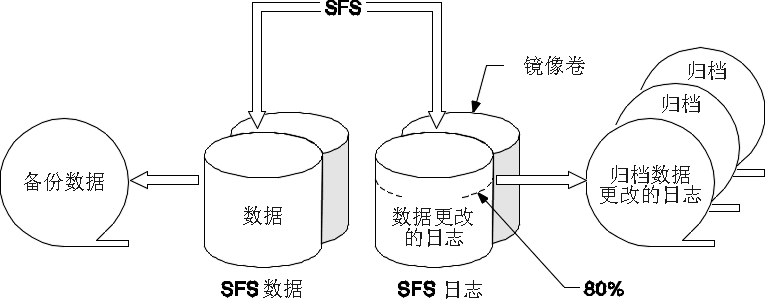 SFS
镜像卷
归档
归档
备份数据
数据
数据更改
的日志
归档数据
更改的日志
SFS 数据
SFS 日志
80%